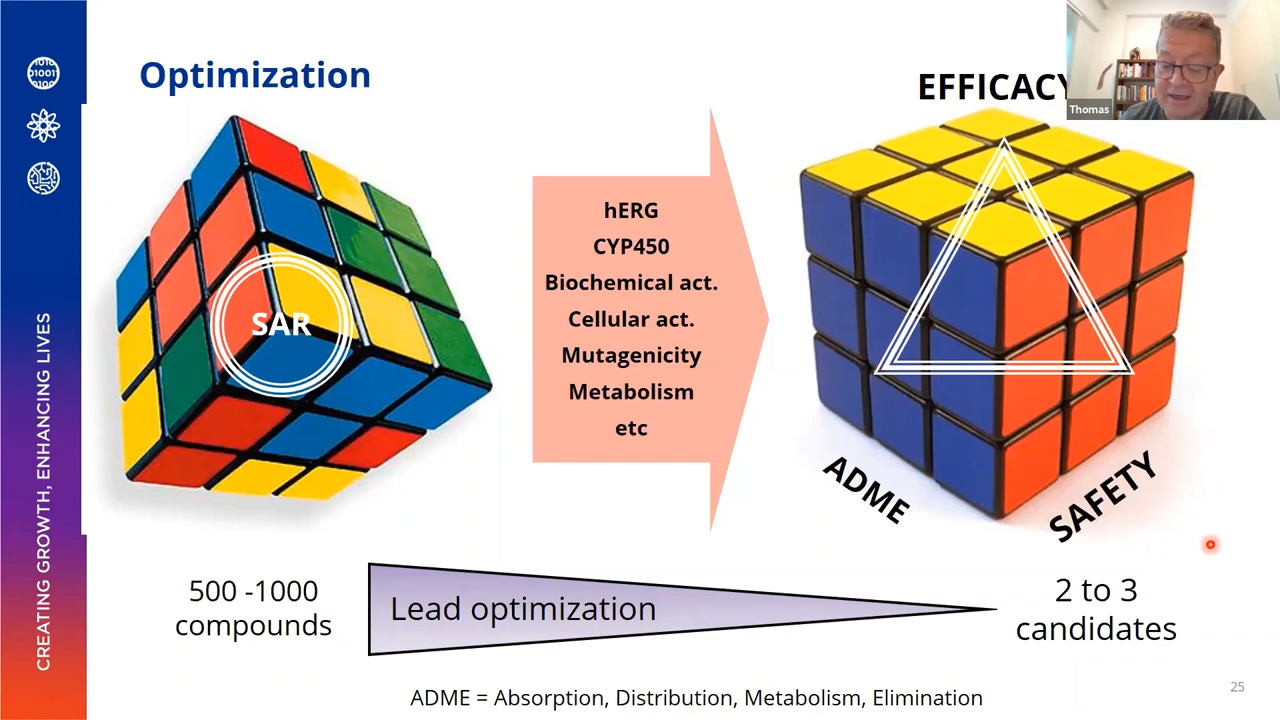 Optimization
EFFICACY
Thomas
SAR
hERG
CYP450
Biochemical act.
Cellular act.
Mutagenicity
Metabolism
etc
ADME
SAFETY
500 -1000
compounds
Lead optimization
2 to 3
candidates
ADME = Absorption, Distribution, Metabolism, Elimination
25
CREATING GROWTH, ENHANCING LIVES